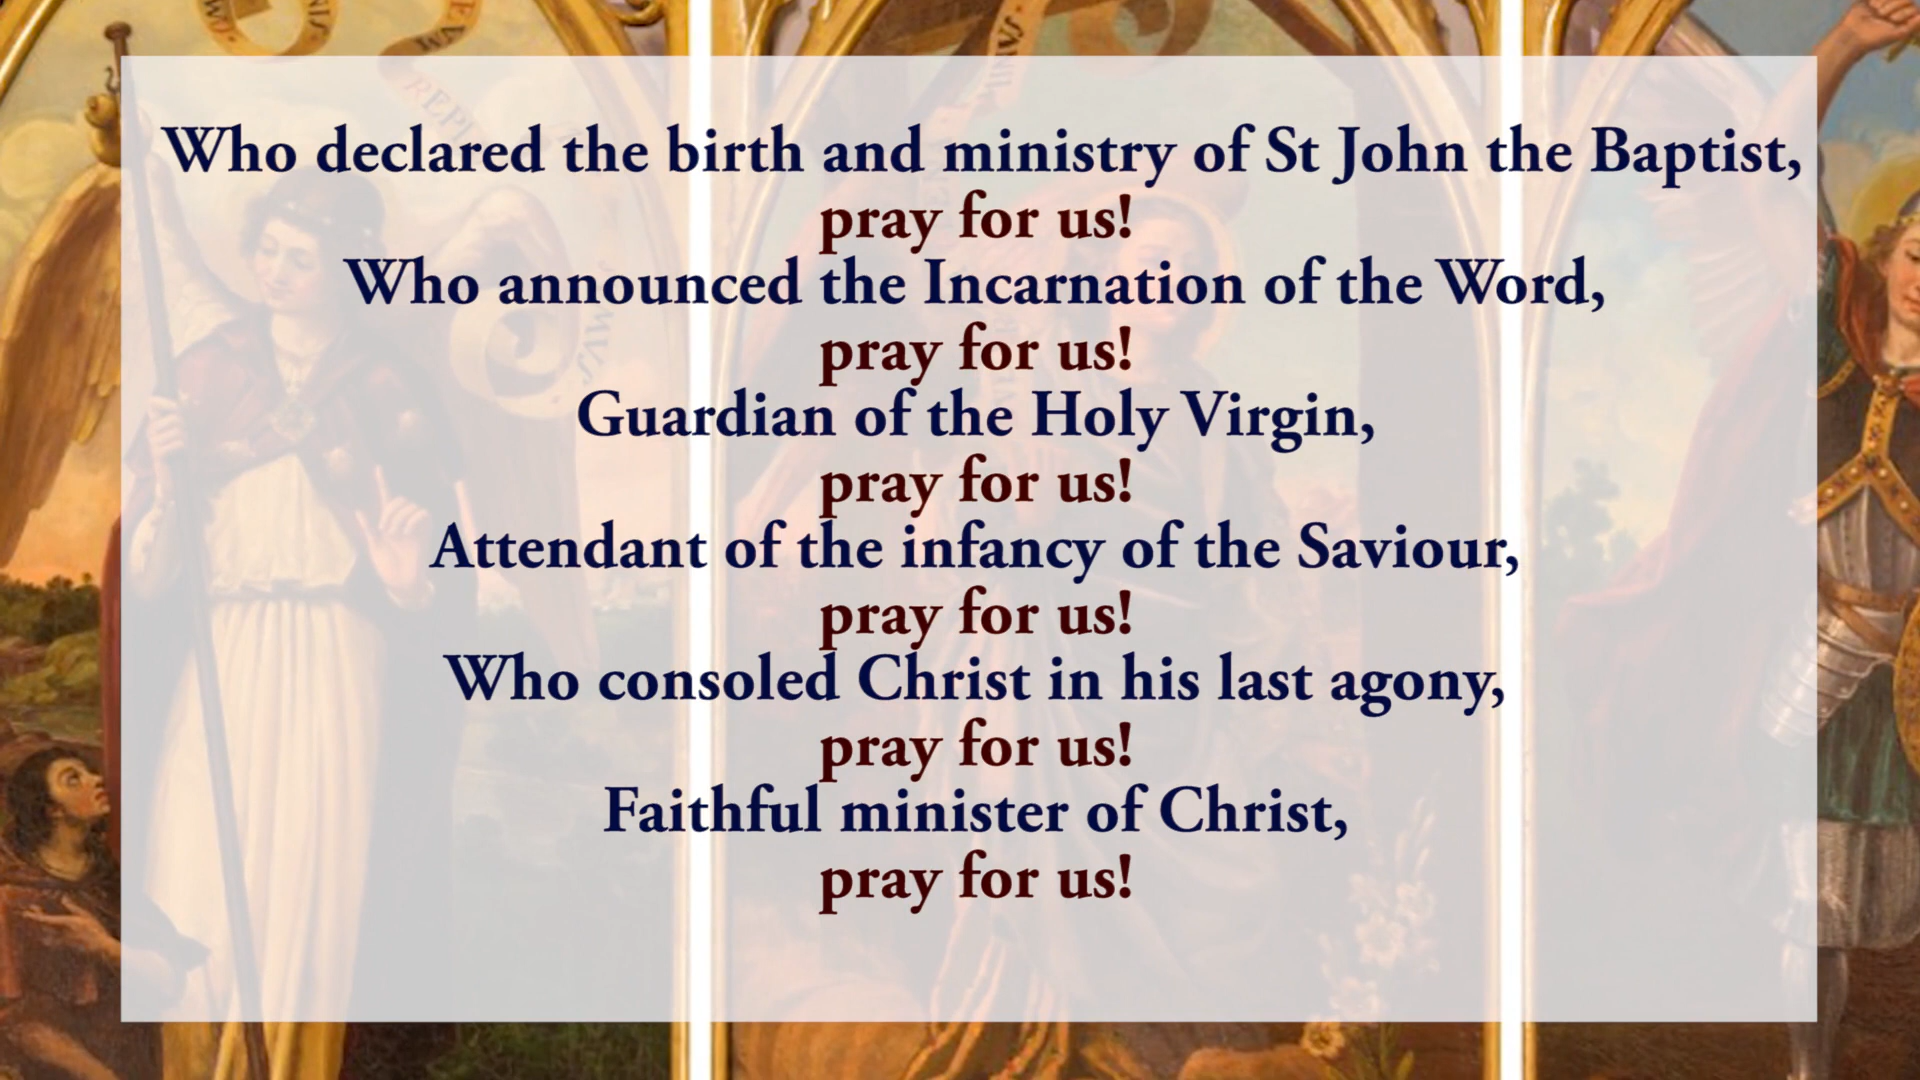 Who declared the birth and ministry of St John the Baptist,
pray for us!
Who announced the Incarnation of the Word,
pray for us!
Guardian of the Holy Virgin,
pray for us!
Attendant of the infancy of the Saviour,
pray for us!
Who consoled Christ in his last agony,
pray for us!
Faithful minister of Christ,
pray for us!